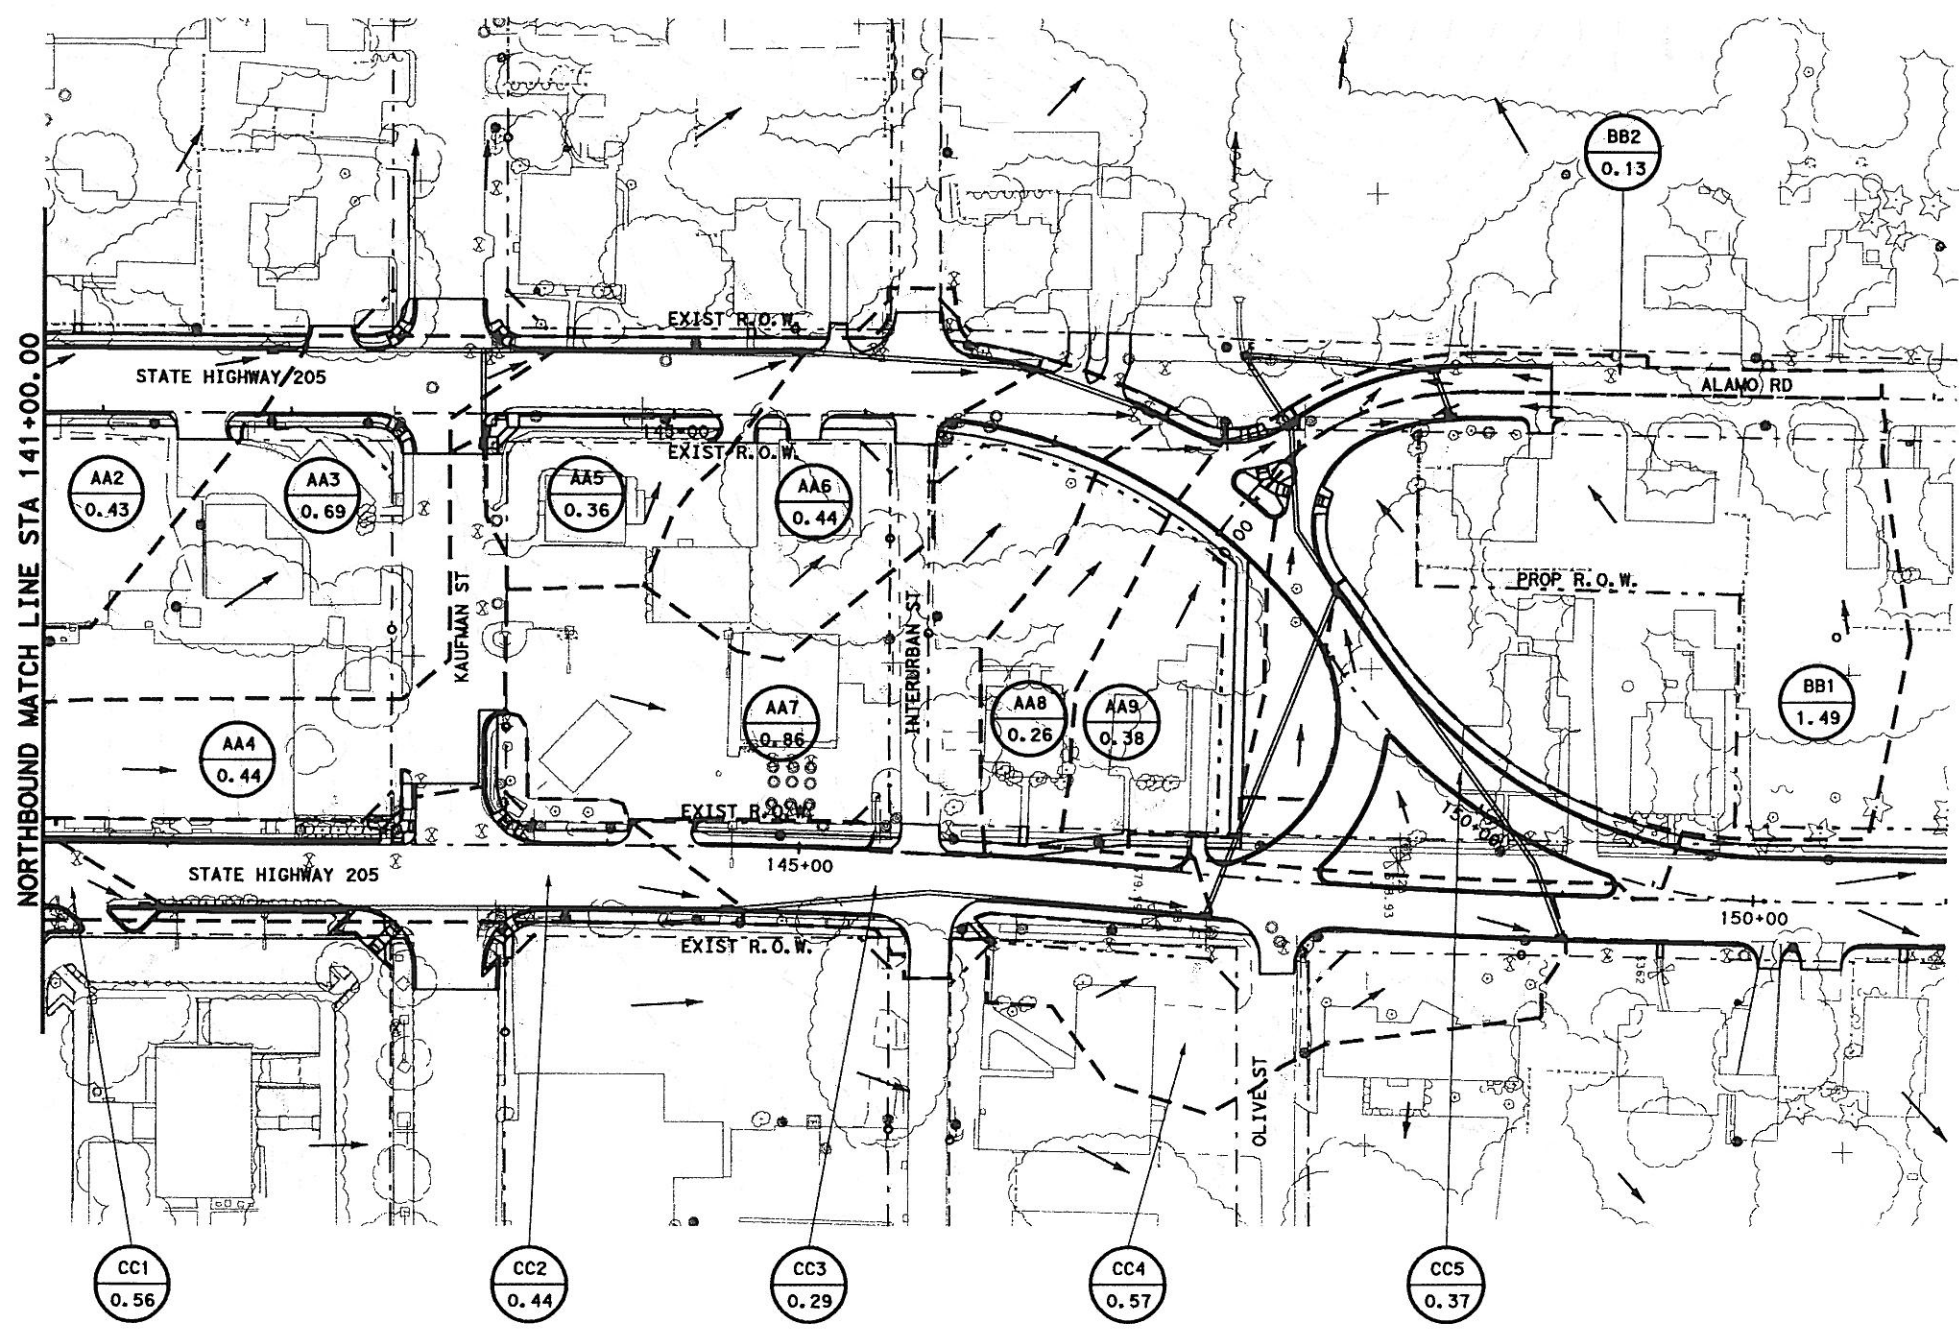 BB2
0.13
EXIST R.O.W.
STATE HIGHWAY 205
ALAMO RD
EXIST R.O.W.
AA2
0.43
AA3
0.69
AA5
0.36
AA6
0.44
00
PROP R.O.W.
NORTHBOUND MATCH LINE STA 141+00.00
KAUFMAN ST
INTERURBAN ST
BB1
1.49
AA4
0.44
AA7
0.86
AA8
0.26
AA9
0.38
EXIST R.O.W.
145+00
STATE HIGHWAY 205
150+00
EXIST R.O.W.
OLIVE ST
CC1
0.56
CC2
0.44
CC3
0.29
CC4
0.57
CC5
0.37